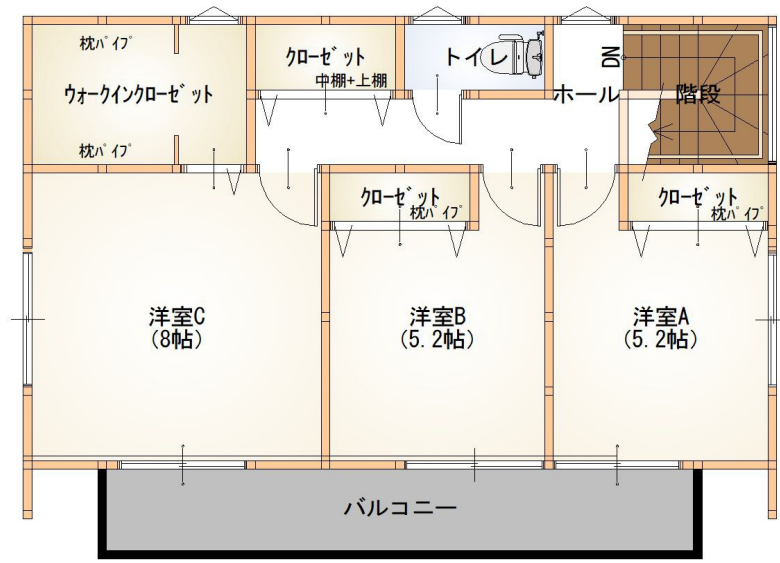 枕パイプ
ウォークインクローゼット
枕パイプ
クローゼット
中棚+上棚
トイレ
ホール
DN
階段
クローゼット
枕パイプ
クローゼット
枕パイプ
洋室C
(8帖)
洋室B
(5.2帖)
洋室A
(5.2帖)
バルコニー